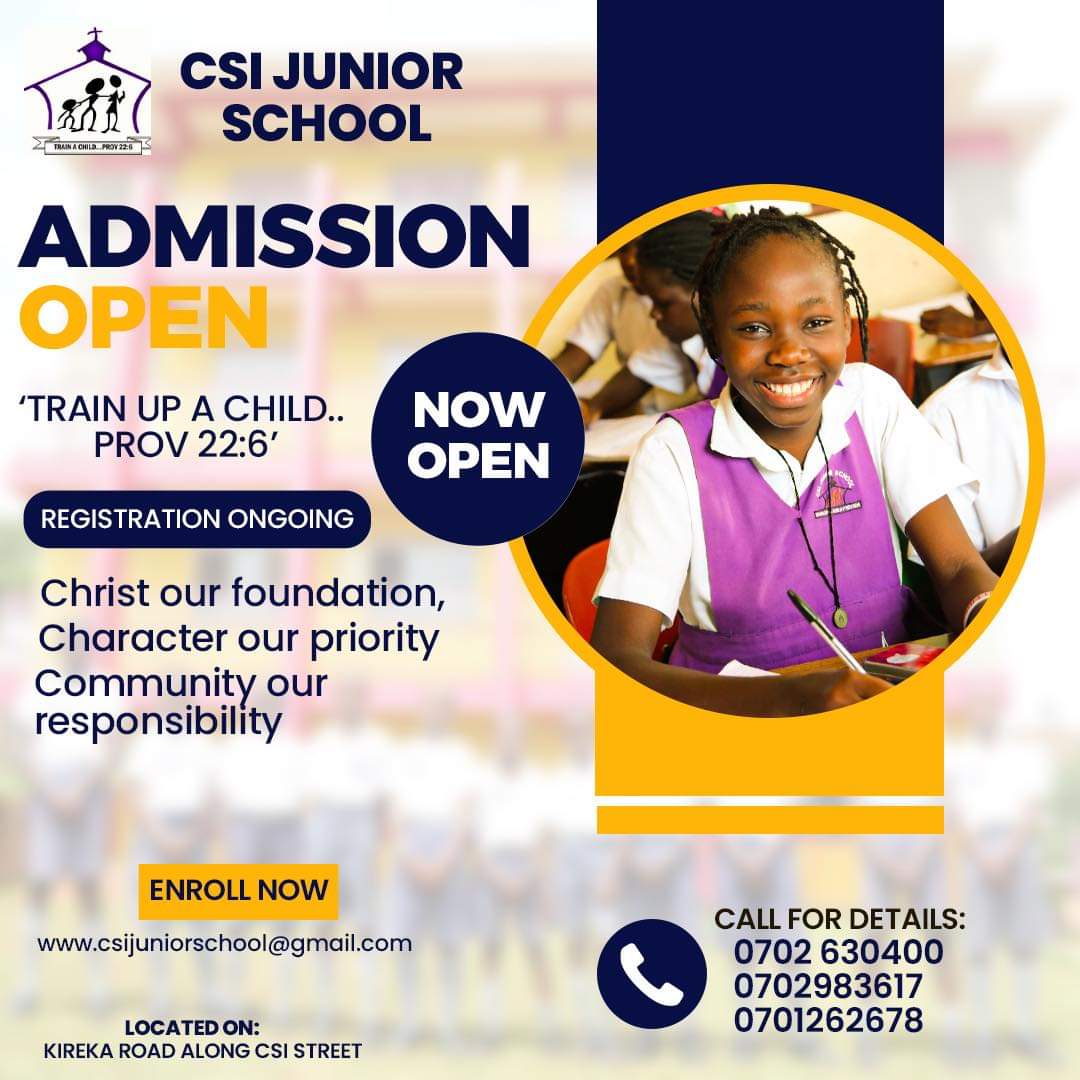 TRAIN A CHILD...PROV 22:6
CSI JUNIOR
SCHOOL
ADMISSION
OPEN
‘TRAIN UP A CHILD..
PROV 22:6’
NOW
OPEN
REGISTRATION ONGOING
Christ our foundation,
Character our priority
Community our
responsibility
ENROLL NOW
www.csijuniorschool@gmail.com
LOCATED ON:
KIREKA ROAD ALONG CSI STREET
CALL FOR DETAILS:
0702 630400
0702983617
0701262678